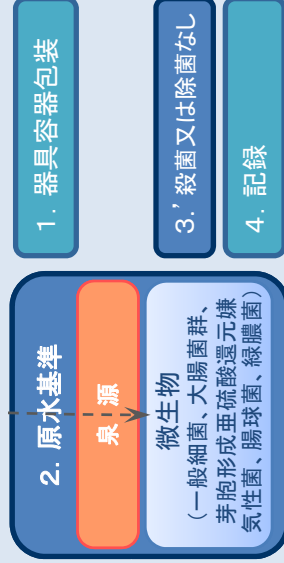 1. 器具容器包装
2. 原水基準
泉 源
微生物
(一般細菌、大腸菌群、
芽胞形成亜硫酸還元嫌
気性菌、腸球菌、緑膿菌)
3.’殺菌又は除菌なし
4. 記録